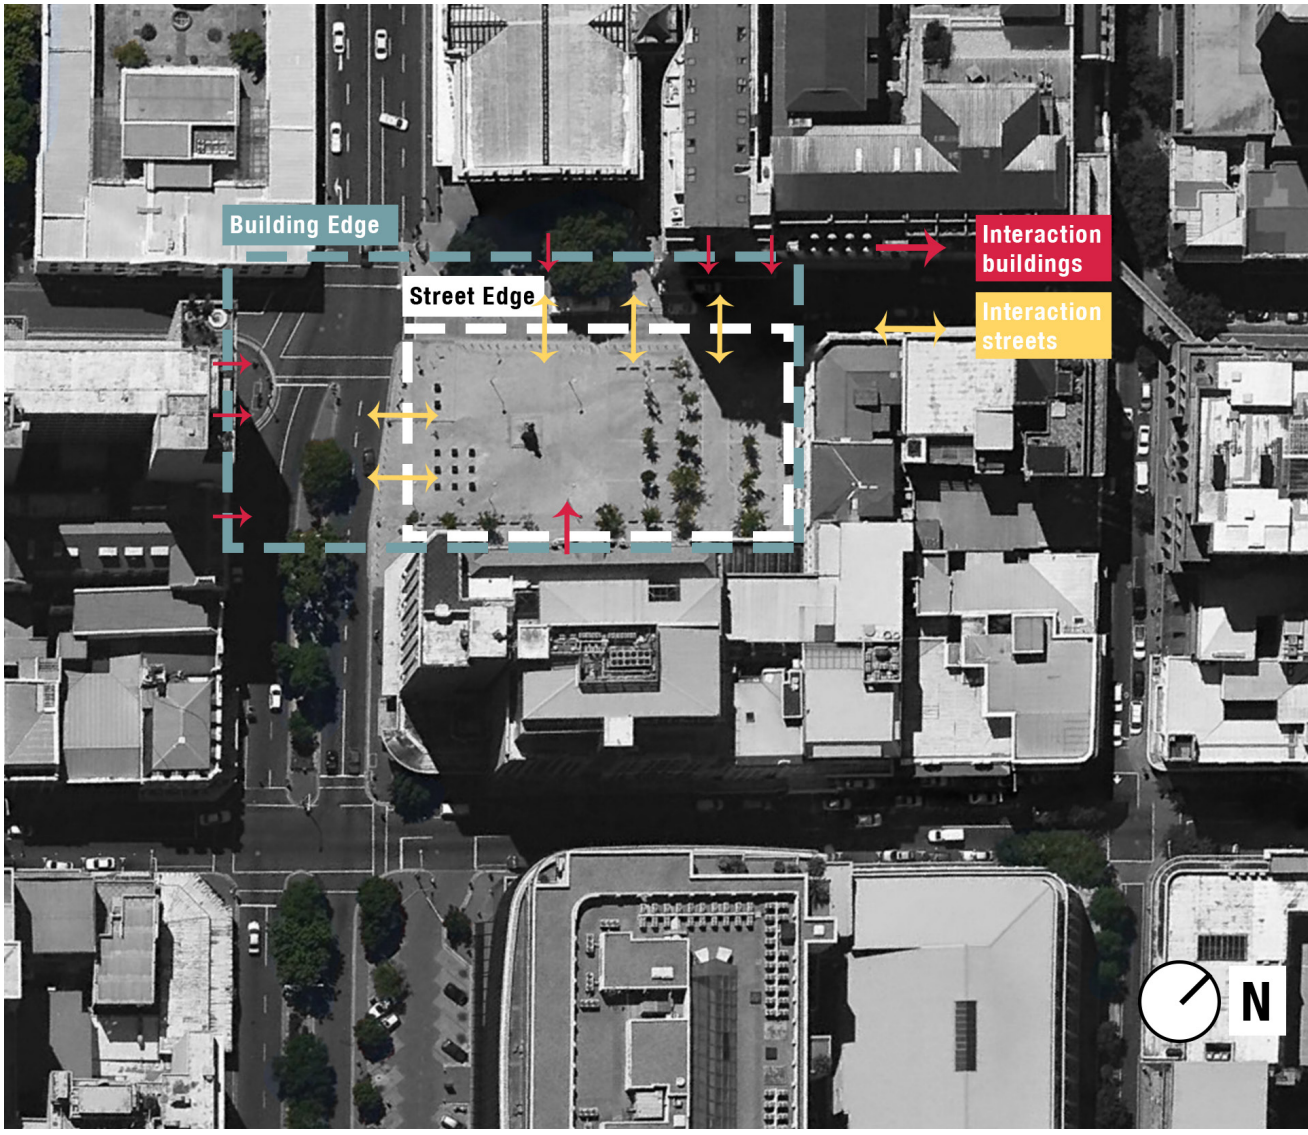 Building Edge
Interaction
buildings
Street Edge
Interaction
streets
N